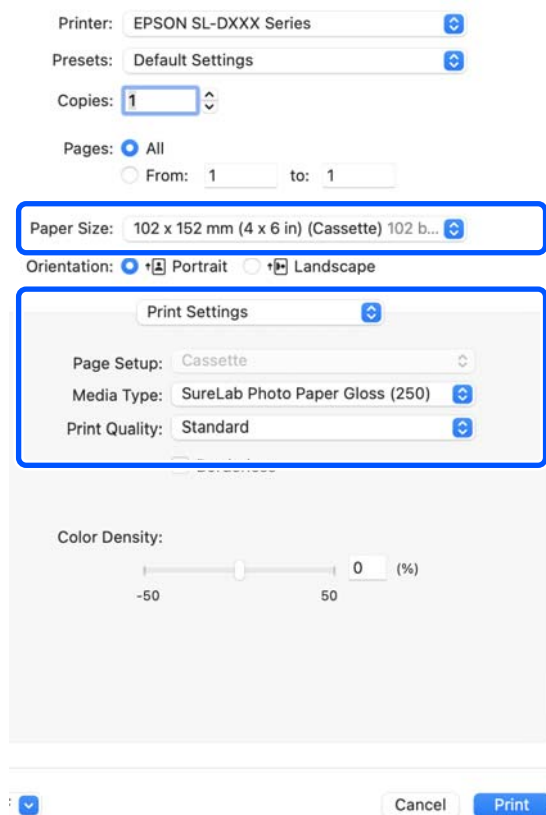 Printer: EPSON SL-DXXX Series
Presets: Default Settings
Copies: 1
Pages: All
From: 1 to: 1
Paper Size: 102 x 152 mm (4 x 6 in) (Cassette) 102 b...
Orientation: Portrait Landscape
Print Settings
Page Setup: Cassette
Media Type: SureLab Photo Paper Gloss (250)
Print Quality: Standard
Color Density:
0 (%)
-50 50
Cancel Print